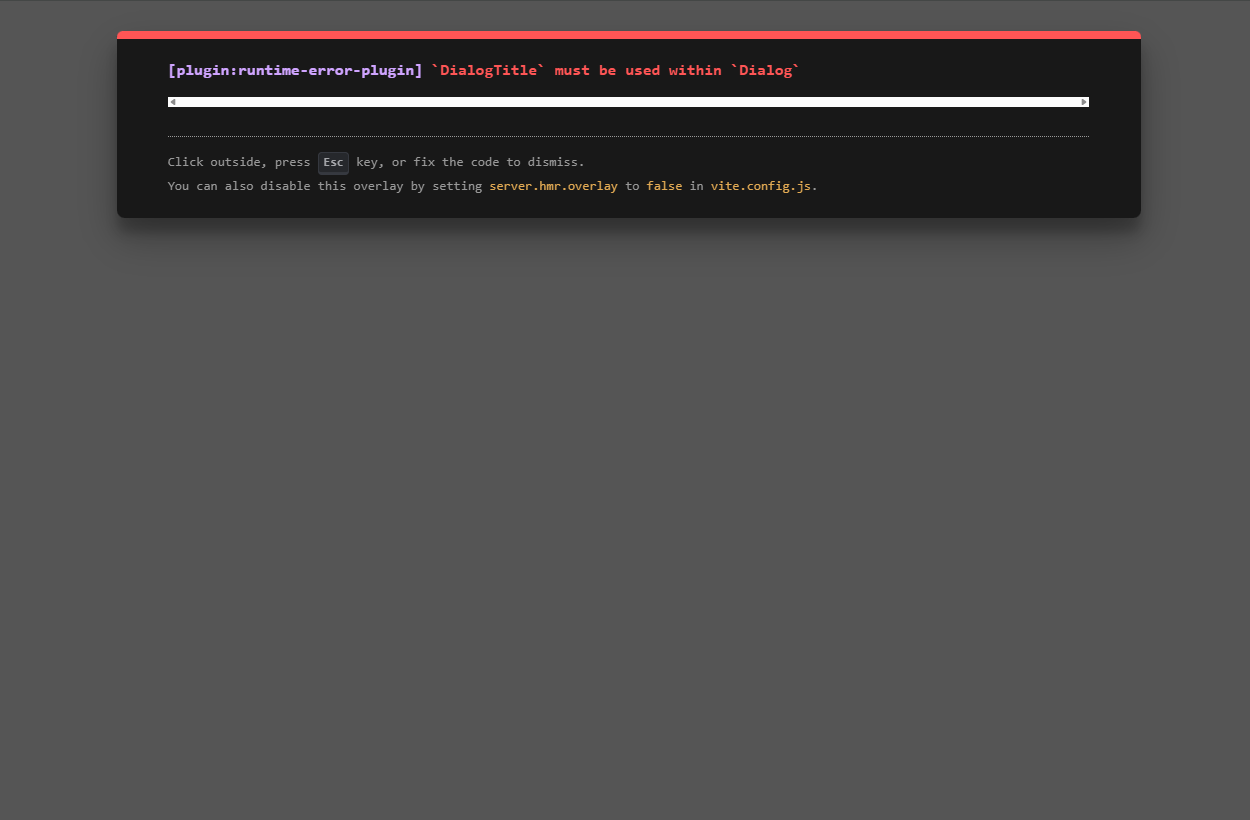 [plugin:runtime-error-plugin] `DialogTitle` must be used within `Dialog`
Click outside, press Esc key, or fix the code to dismiss.
You can also disable this overlay by setting server.hmr.overlay to false in vite.config.js.